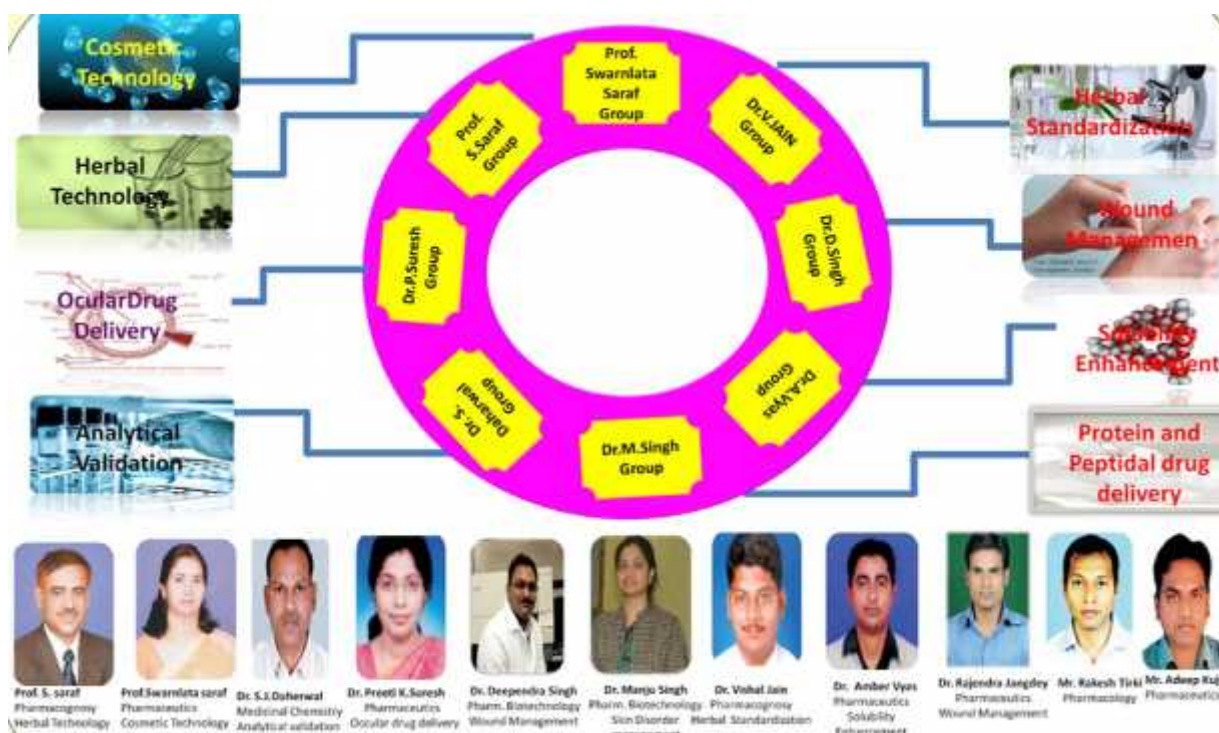 Cosmetic
Technology
Herbal
Technology
OcularDrug
Delivery
Analytical
Validation
Prof.
Swarnlata
Saraf
Group
Dr.V.JAIN
Group
Dr.D.Singh
Group
Dr.A.Vyas
Group
Dr.M.Singh
Group
Dr. S.
Daharwal
Group
Dr.P.Suresh
Group
Prof.
S.Saraf
Group
Herbal
Standardization
Wound
Managemen
Enhancement
Protein and
Peptidal drug
delivery
Prof. S. saraf
Pharmacognosy
Herbal Technology
Prof.Swarnlata saraf
Pharmaceutics
Cosmetic Technology
Dr. S.J.Daherwal
Medicinal Chemistry
Analytical validation
Dr. Preeti K.Suresh
Pharmaceutics
Occular drug delivery
Dr. Deependra Singh
Pharm. Biotechnology
Wound Management
Dr. Manju Singh
Pharm. Biotechnology
Skin Disorder
Dr. Vishal Jain
Pharmacognosy
Herbal Standardization
Dr. Amber Vyas
Pharmaceutics
Solubility
Enhancement
Dr. Rajendra Jangdey
Pharmaceutics
Wound Management
Mr. Rakesh Tirki
Pharmacology
Mr. Adeep Kuj
Pharmaceutics